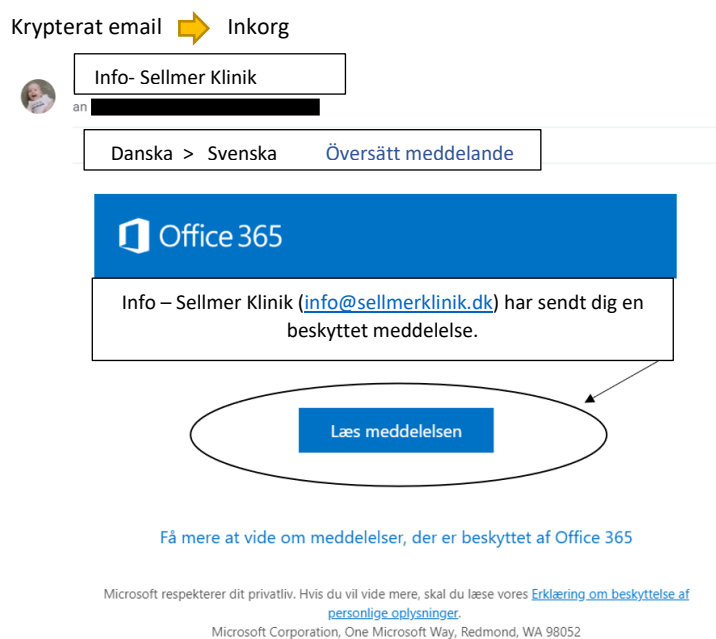 Krypterat email Inkorg
Info- Sellmer Klinik
an
Danska > Svenska Översätt meddelande
Office 365
Info – Sellmer Klinik (info@sellmerklinik.dk) har sendt dig en
beskyttet meddelelse.
Læs meddelelsen
Få mere at vide om meddelelser, der er beskyttet af Office 365
Microsoft respekterer dit privatliv. Hvis du vil vide mere, skal du læse vores Erklæring om beskyttelse af
personlige oplysninger.
Microsoft Corporation, One Microsoft Way, Redmond, WA 98052